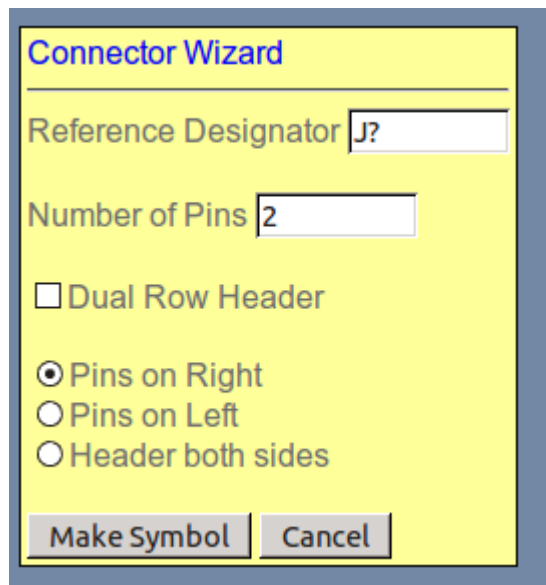 Connector Wizard
Reference Designator J?
Number of Pins 2
Dual Row Header
Pins on Right
Pins on Left
Header both sides
Make Symbol Cancel